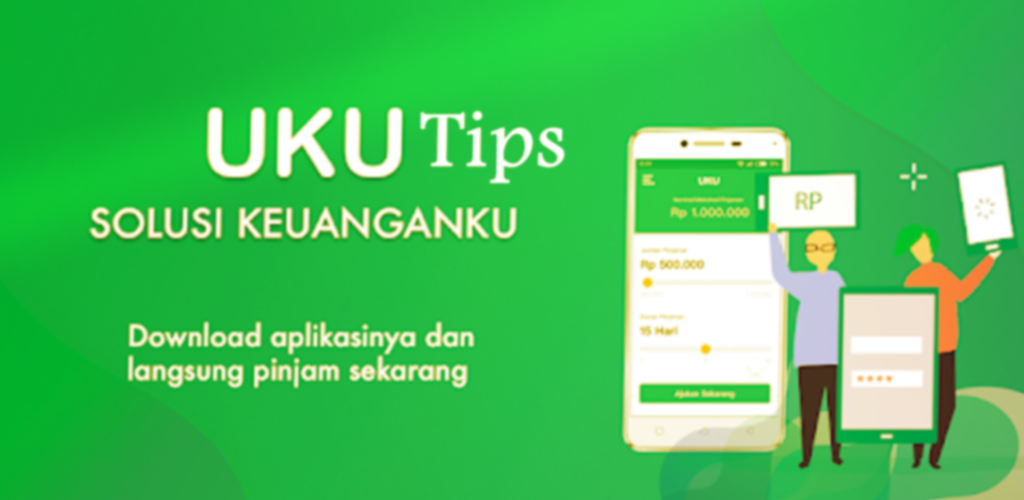 UKU Tips
SOLUSI KEUANGANKU
Download aplikasinya dan
langsung pinjam sekarang
UKU
Rp 1.000.000
Rp 500.000
15 Hari
Ajukan Sekarang
RP